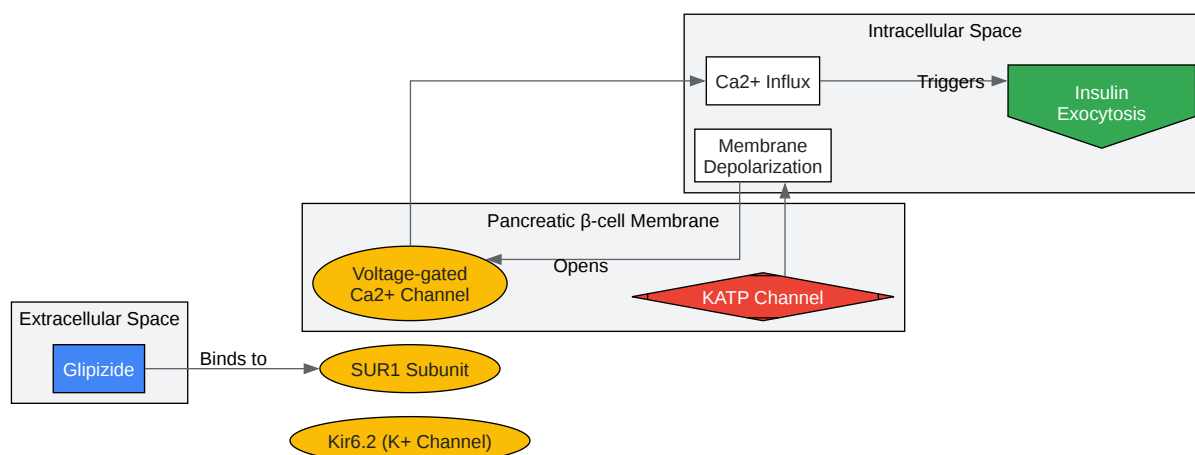 Intracellular Space
Ca2+ Influx
Triggers
Insulin
Exocytosis
Membrane
Depolarization
Pancreatic β-cell Membrane
Voltage-gated
Ca2+ Channel
Opens
KATP Channel
Extracellular Space
Glipizide
Binds to
SUR1 Subunit
Kir6.2 (K+ Channel)